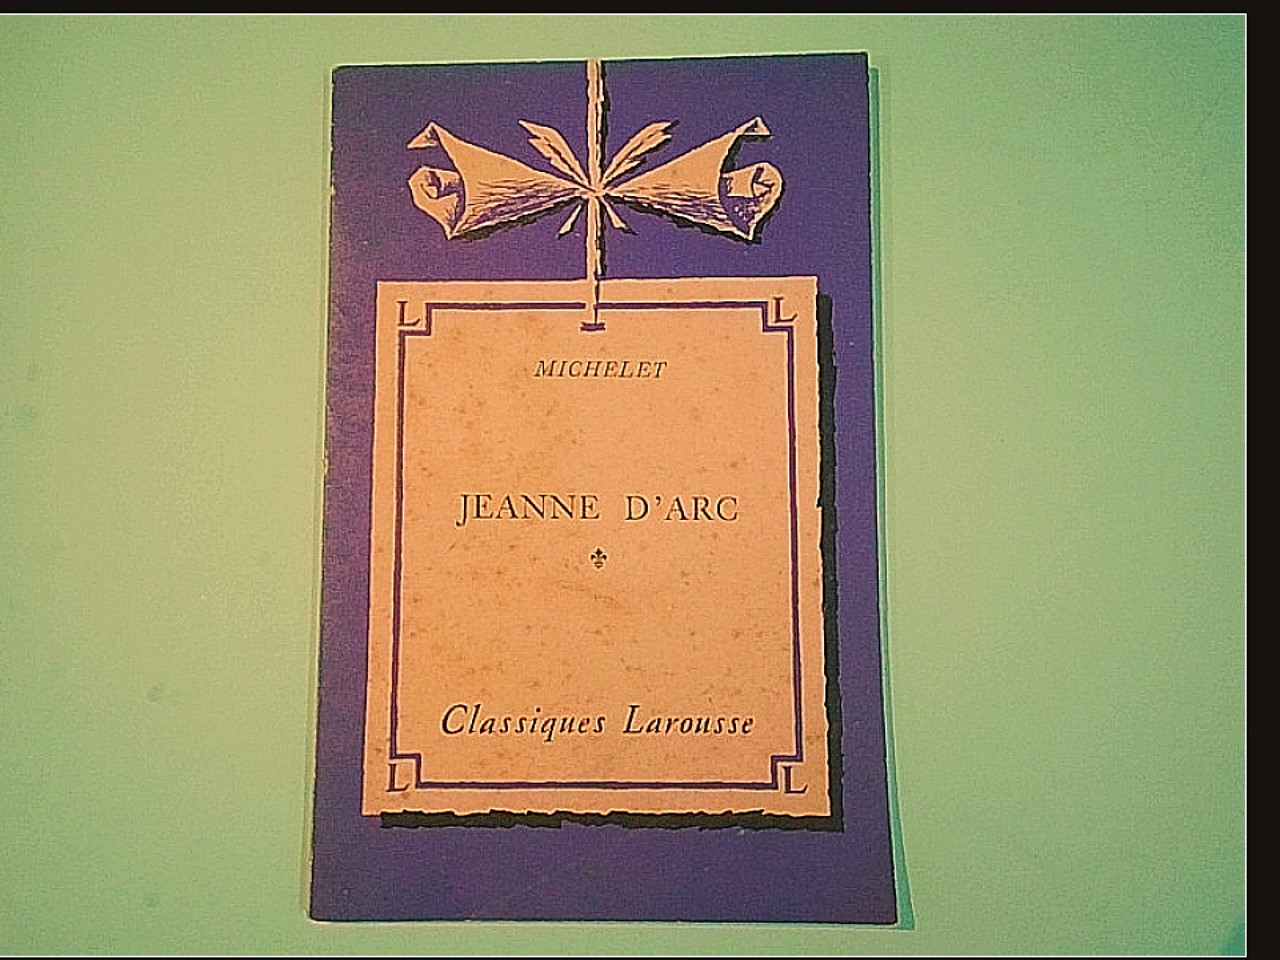 L L
MICHELET
JEANNE D'ARC
Classiques Larousse
L L